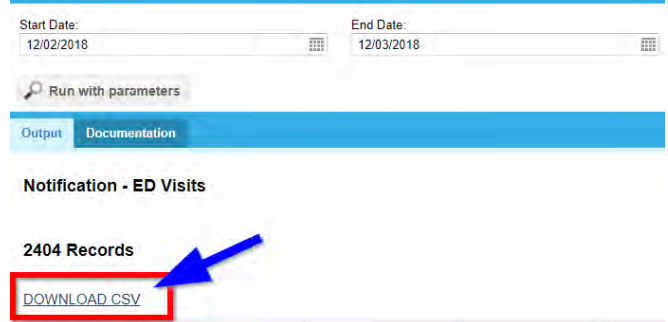 Start Date: End Date:
12/02/2018 12/03/2018
Run with parameters
Output Documentation
Notification - ED Visits
2404 Records
DOWNLOAD CSV